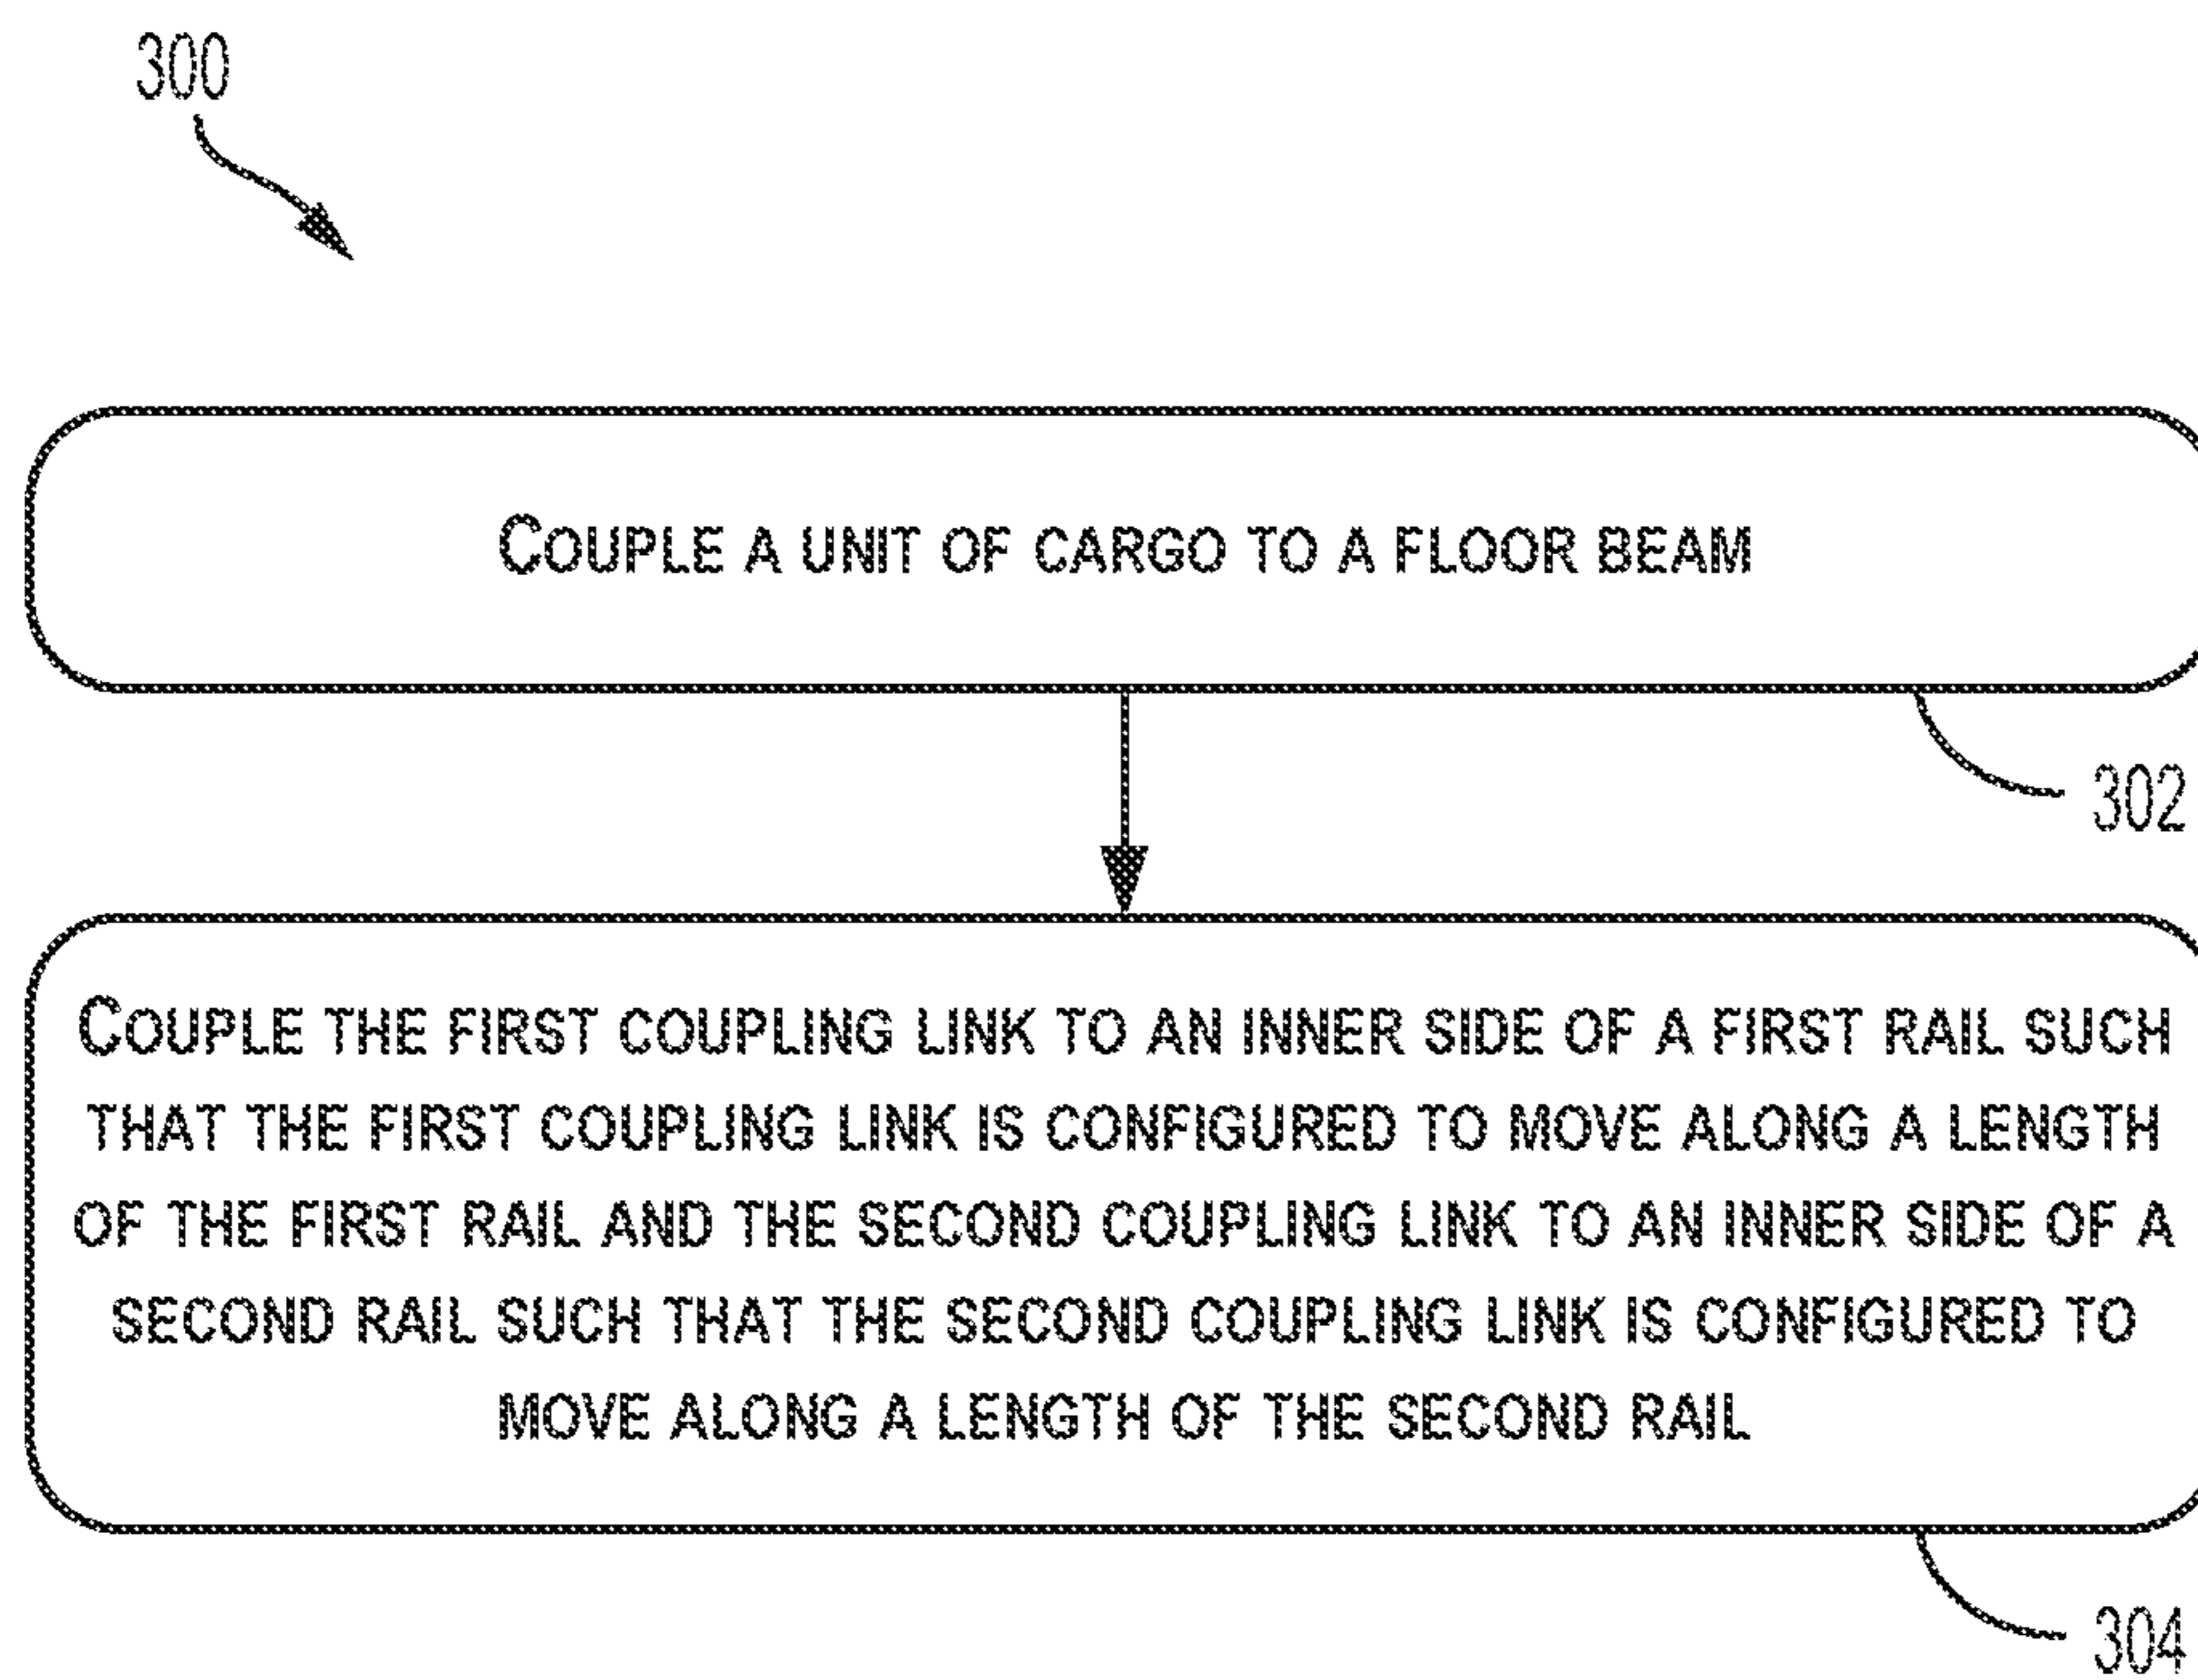 300
COUPLE A UNIT OF CARGO TO A FLOOR BEAM
302
COUPLE THE FIRST COUPLING LINK TO AN INNER SIDE OF A FIRST RAIL SUCH
THAT THE FIRST COUPLING LINK IS CONFIGURED TO MOVE ALONG A LENGTH
OF THE FIRST RAIL AND THE SECOND COUPLING LINK TO AN INNER SIDE OF A
SECOND RAIL SUCH THAT THE SECOND COUPLING LINK IS CONFIGURED TO
MOVE ALONG A LENGTH OF THE SECOND RAIL
304